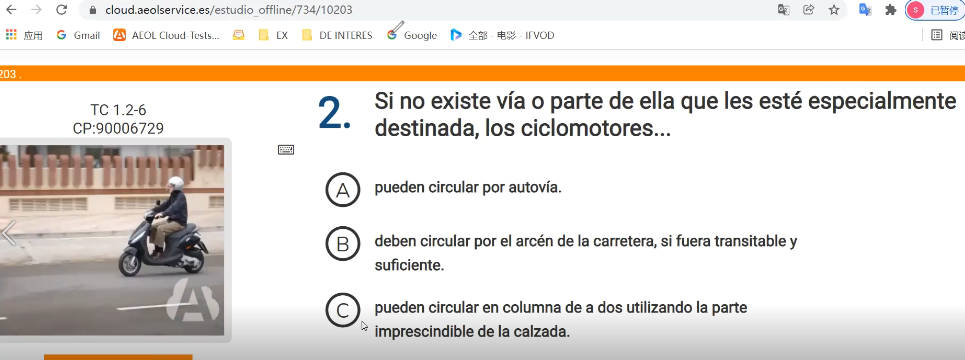 cloud.aeolservice.es/estudio_offline/734/10203
S 已暂停
应用 Gmail AEOL Cloud-Tests... EX DE INTERES Google 全部 - 电影 - IFVOD
203 .
TC 1.2-6
CP:90006729
2. Si no existe vía o parte de ella que les esté especialmente
destinada, los ciclomotores...
A pueden circular por autovía.
B deben circular por el arcén de la carretera, si fuera transitable y
suficiente.
C pueden circular en columna de a dos utilizando la parte
imprescindible de la calzada.